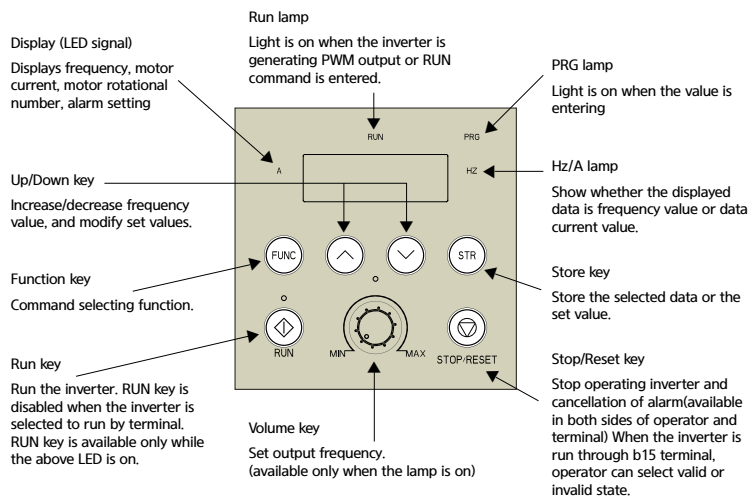 Run lamp
Light is on when the inverter is
generating PWM output or RUN
command is entered.
Display (LED signal)
Displays frequency, motor
current, motor rotational
number, alarm setting
PRG lamp
Light is on when the value is
entering
RUN
PRG
A
HZ
Hz/A lamp
Show whether the displayed
data is frequency value or data
current value.
Up/Down key
Increase/decrease frequency
value, and modify set values.
FUNC
STR
Function key
Command selecting function.
Store key
Store the selected data or the
set value.
RUN
MIN
MAX
STOP/RESET
Run key
Run the inverter. RUN key is
disabled when the inverter is
selected to run by terminal.
RUN key is available only while
the above LED is on.
Volume key
Set output frequency.
(available only when the lamp is on)
Stop/Reset key
Stop operating inverter and
cancellation of alarm(available
in both sides of operator and
terminal) When the inverter is
run through b15 terminal,
operator can select valid or
invalid state.